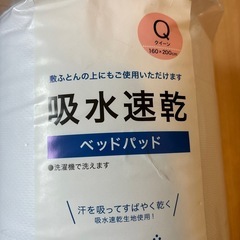 Q
クイーン
160×200cm
敷ふとんの上にもご使用いただけます
吸水速乾
ベッドパッド
●洗濯機で洗えます
汗を吸ってすばやく乾く
吸水速乾生地使用！